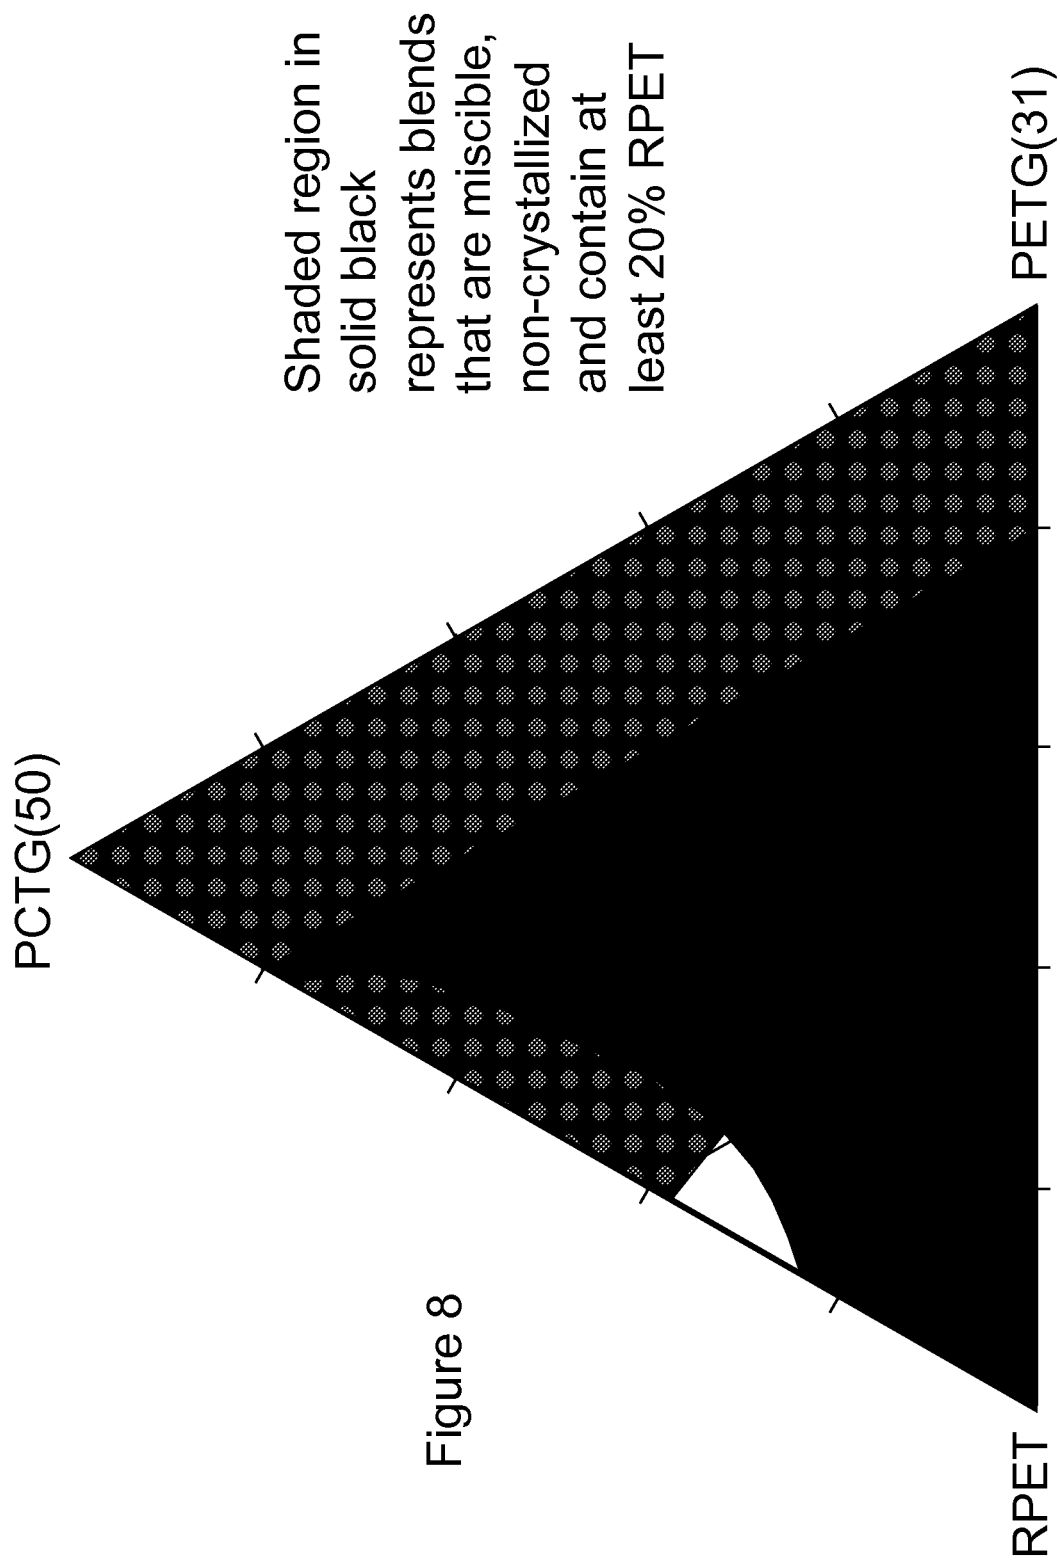 Figure 8
PCTG(50)
Shaded region in
solid black
represents blends
that are miscible,
non-crystallized
and contain at
least 20% RPET
RPET
PETG(31)